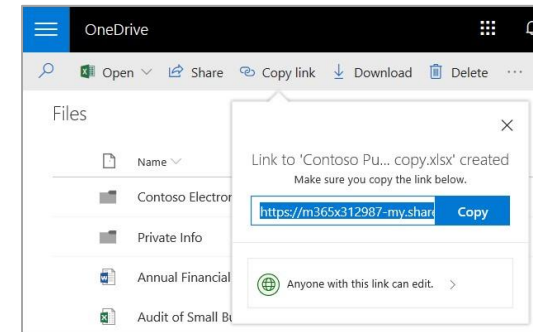 OneDrive
Open Share Copy link Download Delete ...
Files
Name
Link to 'Contoso Pu... copy.xlsx' created
Make sure you copy the link below.
https://m365x312987-my.share Copy
Contoso Electror
Private Info
Annual Financial
Anyone with this link can edit.
Audit of Small Bu